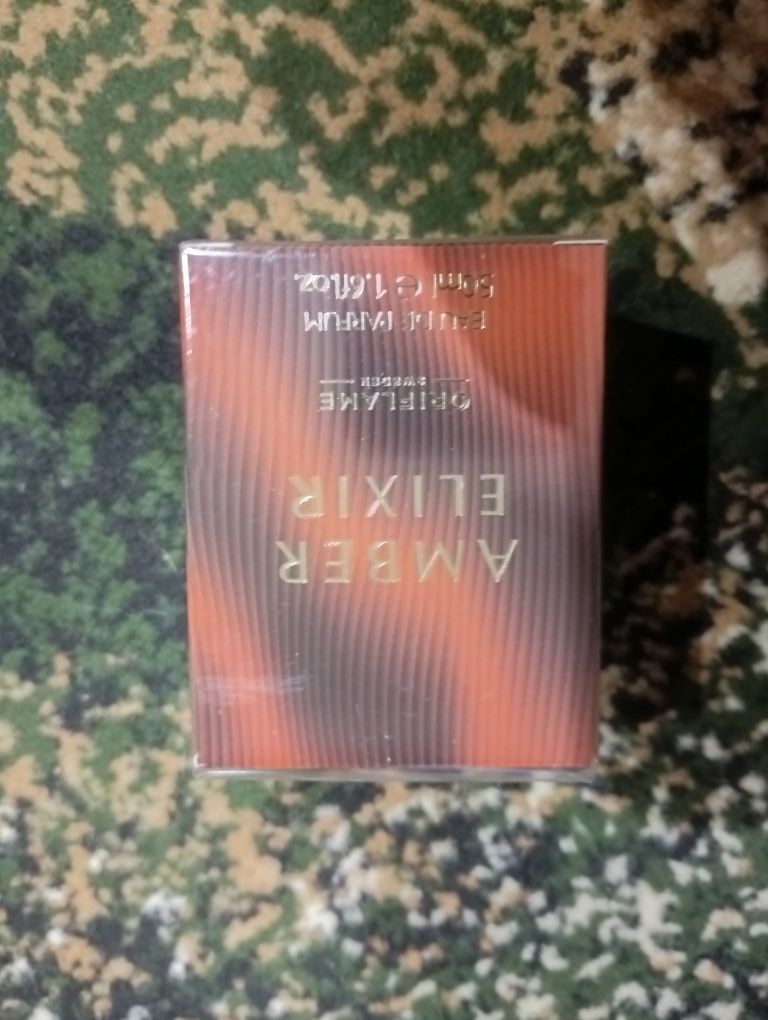 AMBER
ELIXIR
ORIFLAME
SWEDEN
EAU DE PARFUM
50ml e 1.6fl.oz.